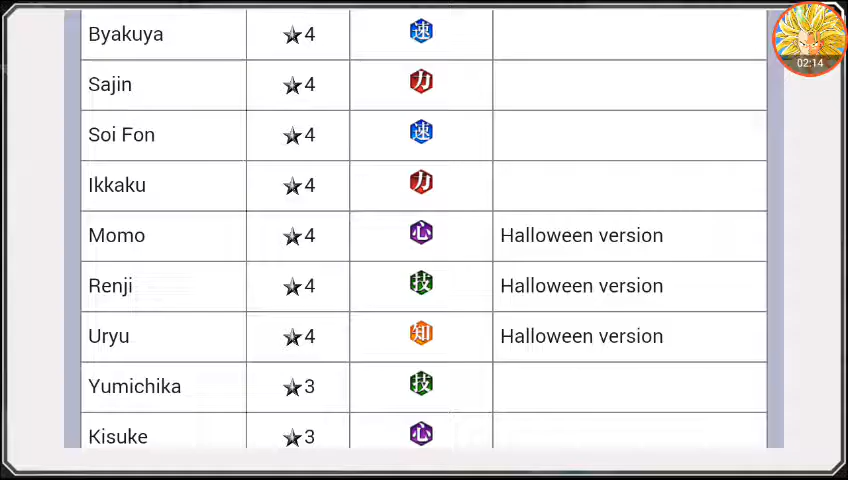 Byakuya ★4 速
02:14
Sajin ★4 力
Soi Fon ★4 速
Ikkaku ★4 力
Momo ★4 心 Halloween version
Renji ★4 技 Halloween version
Uryu ★4 知 Halloween version
Yumichika ★3 技
Kisuke ★3 心